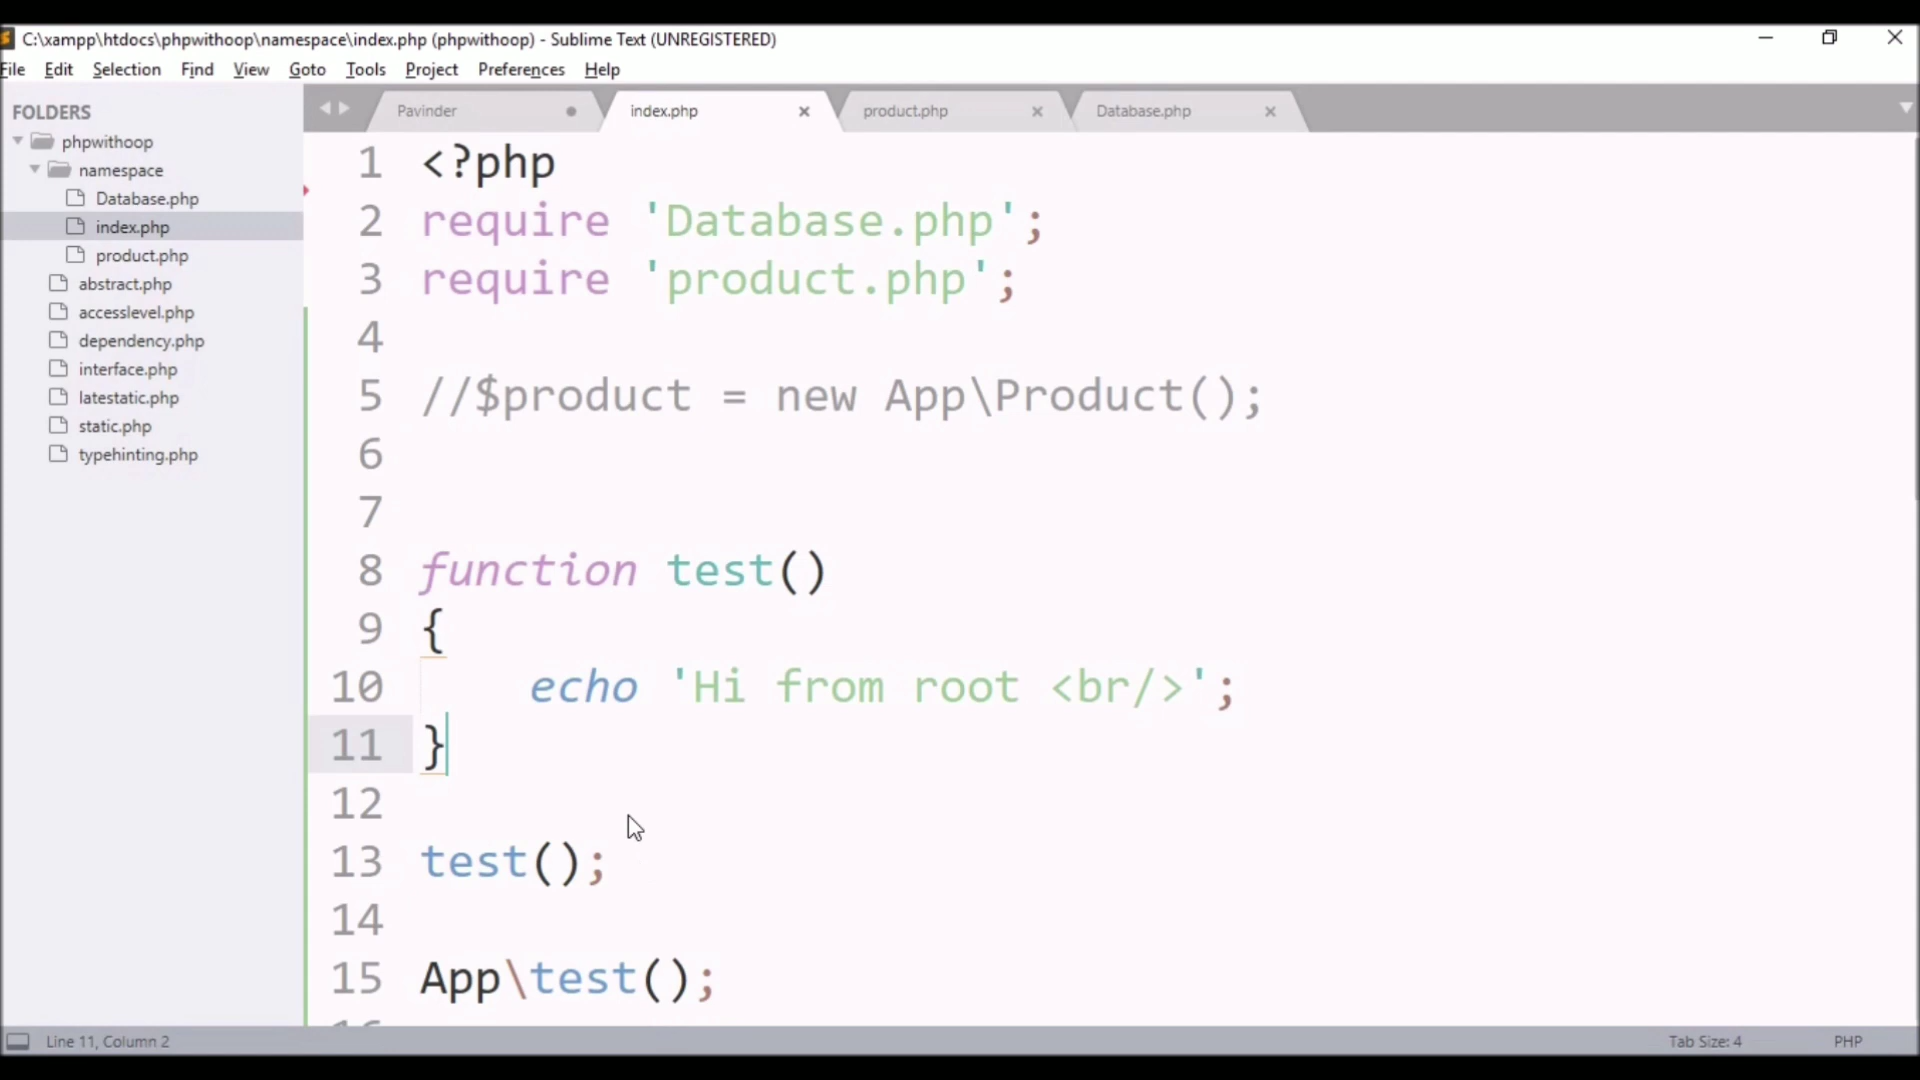 C:\xampp\htdocs\phpwithoop\namespace\index.php (phpwithoop) - Sublime Text (UNREGISTERED)
File Edit Selection Find View Goto Tools Project Preferences Help
FOLDERS
phpwithoop
namespace
Database.php
index.php
product.php
abstract.php
accesslevel.php
dependency.php
interface.php
latestatic.php
static.php
typehinting.php
Pavinder index.php product.php Database.php
1 <?php
2 require 'Database.php';
3 require 'product.php';
4
5 //$product = new App\Product();
6
7
8 function test()
9 {
10 echo 'Hi from root <br/>';
11 }
12
13 test();
14
15 App\test();
Line 11, Column 2
Tab Size: 4 PHP